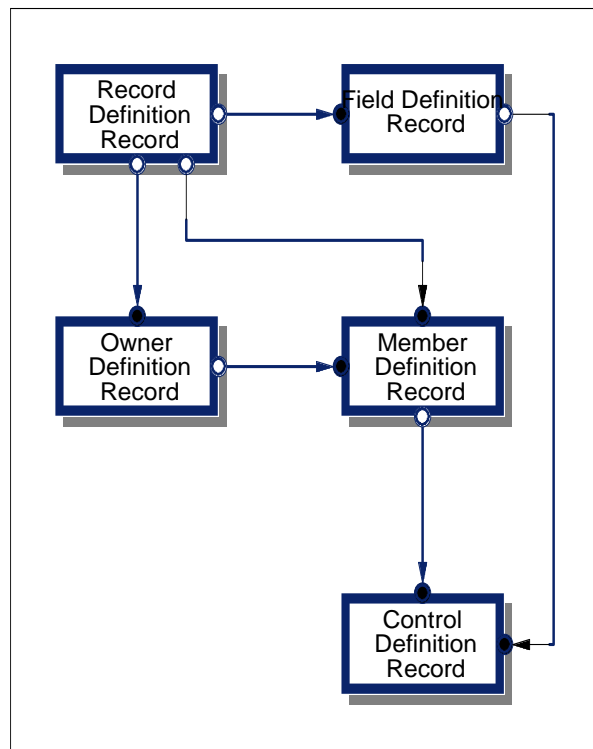 Record
Definition
Record
Field Definition
Record
Owner
Definition
Record
Member
Definition
Record
Control
Definition
Record